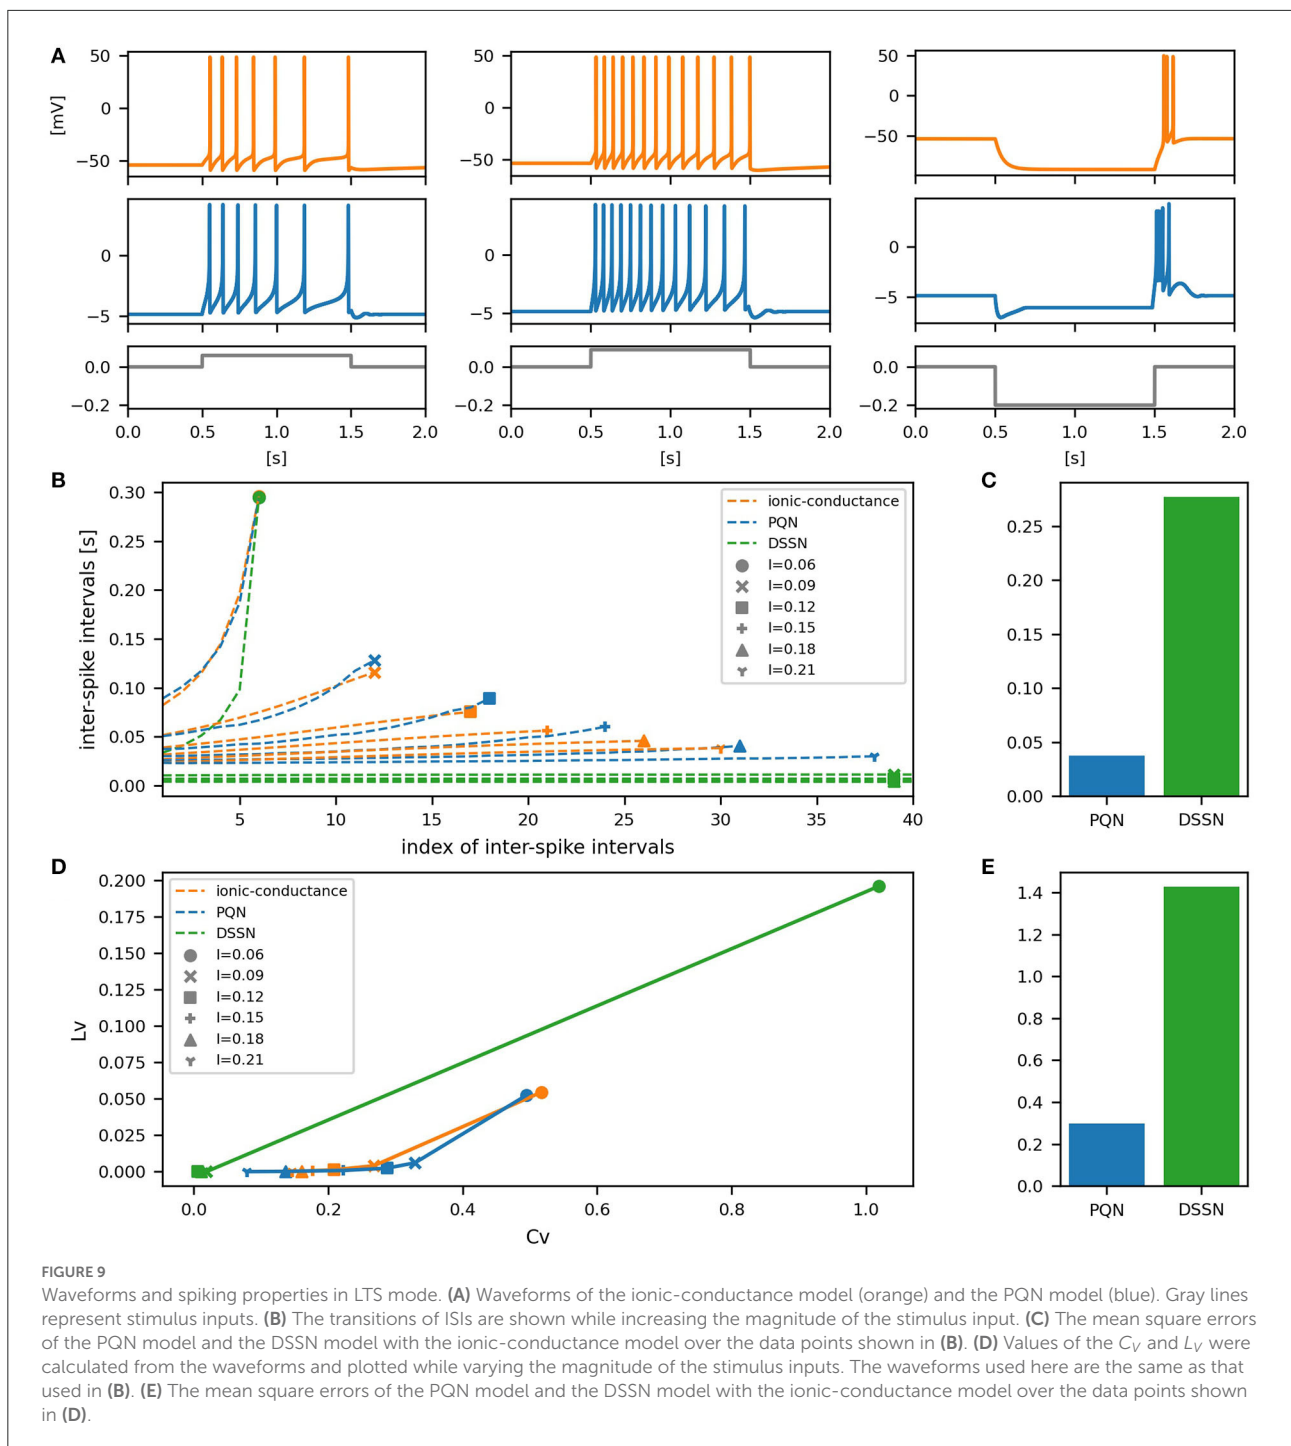 A
50
0
−50
[mV]
50
0
−50
50
0
−50
0
−5
0
−5
0
−5
0.0
−0.2
0.0
−0.2
0.0
−0.2
0.0 0.5 1.0 1.5 2.0
0.0 0.5 1.0 1.5 2.0
0.0 0.5 1.0 1.5 2.0
[s]
[s]
[s]
B
0.30
0.25
0.20
0.15
0.10
0.05
0.00
inter-spike intervals [s]
ionic-conductance
PQN
DSSN
I=0.06
I=0.09
I=0.12
I=0.15
I=0.18
I=0.21
5 10 15 20 25 30 35 40
index of inter-spike intervals
C
0.25
0.20
0.15
0.10
0.05
0.00
PQN DSSN
D
0.200
0.175
0.150
0.125
0.100
0.075
0.050
0.025
0.000
Lv
ionic-conductance
PQN
DSSN
I=0.06
I=0.09
I=0.12
I=0.15
I=0.18
I=0.21
0.0 0.2 0.4 0.6 0.8 1.0
Cv
E
1.4
1.2
1.0
0.8
0.6
0.4
0.2
0.0
PQN DSSN
FIGURE 9
Waveforms and spiking properties in LTS mode. (A) Waveforms of the ionic-conductance model (orange) and the PQN model (blue). Gray lines
represent stimulus inputs. (B) The transitions of ISIs are shown while increasing the magnitude of the stimulus input. (C) The mean square errors
of the PQN model and the DSSN model with the ionic-conductance model over the data points shown in (B). (D) Values of the CV and LV were
calculated from the waveforms and plotted while varying the magnitude of the stimulus inputs. The waveforms used here are the same as that
used in (B). (E) The mean square errors of the PQN model and the DSSN model with the ionic-conductance model over the data points shown
in (D).